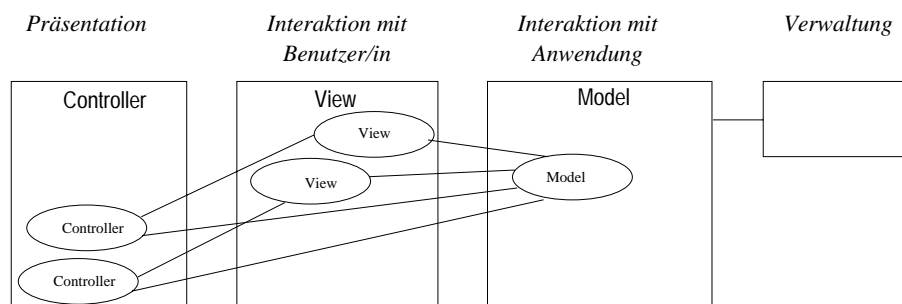 Präsentation
Interaktion mit
Benutzer/in
Interaktion mit
Anwendung
Verwaltung
Controller
View
Model
View
View
Model
Controller
Controller